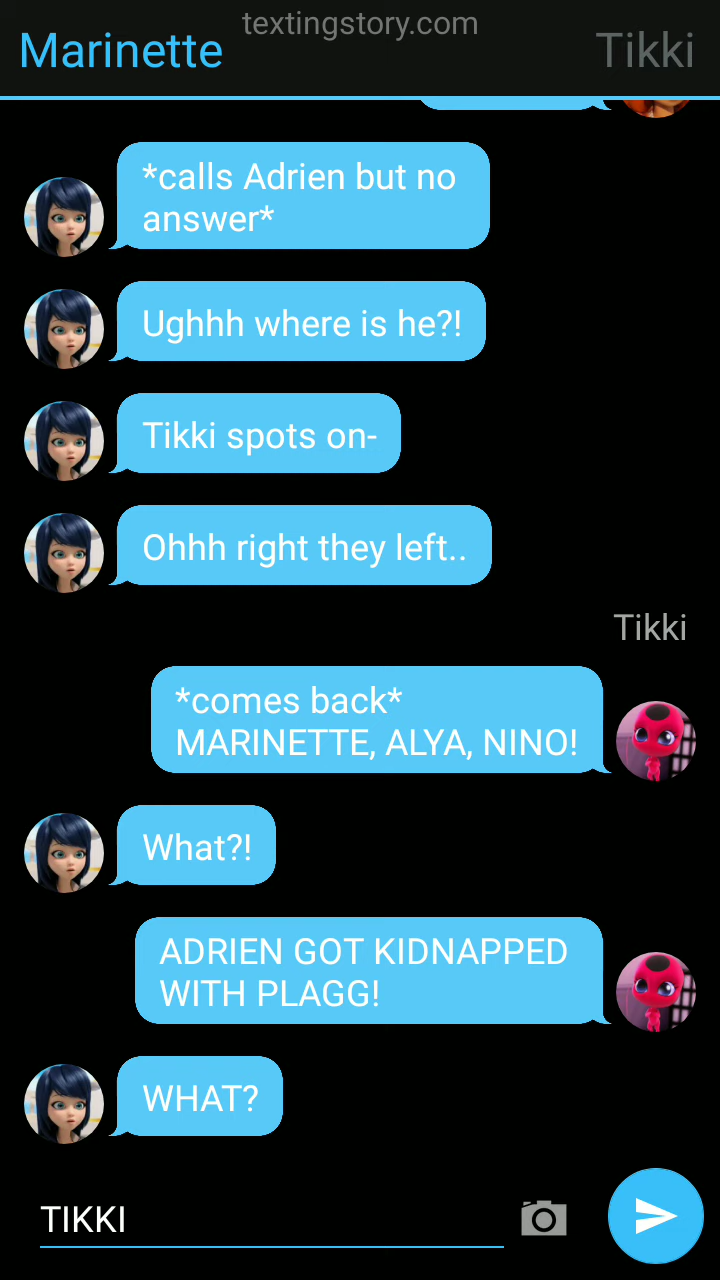 textingstory.com
Marinette
Tikki
*calls Adrien but no
answer*
Ughhh where is he?!
Tikki spots on-
Ohhh right they left..
Tikki
*comes back*
MARINETTE, ALYA, NINO!
What?!
ADRIEN GOT KIDNAPPED
WITH PLAGG!
WHAT?
TIKKI